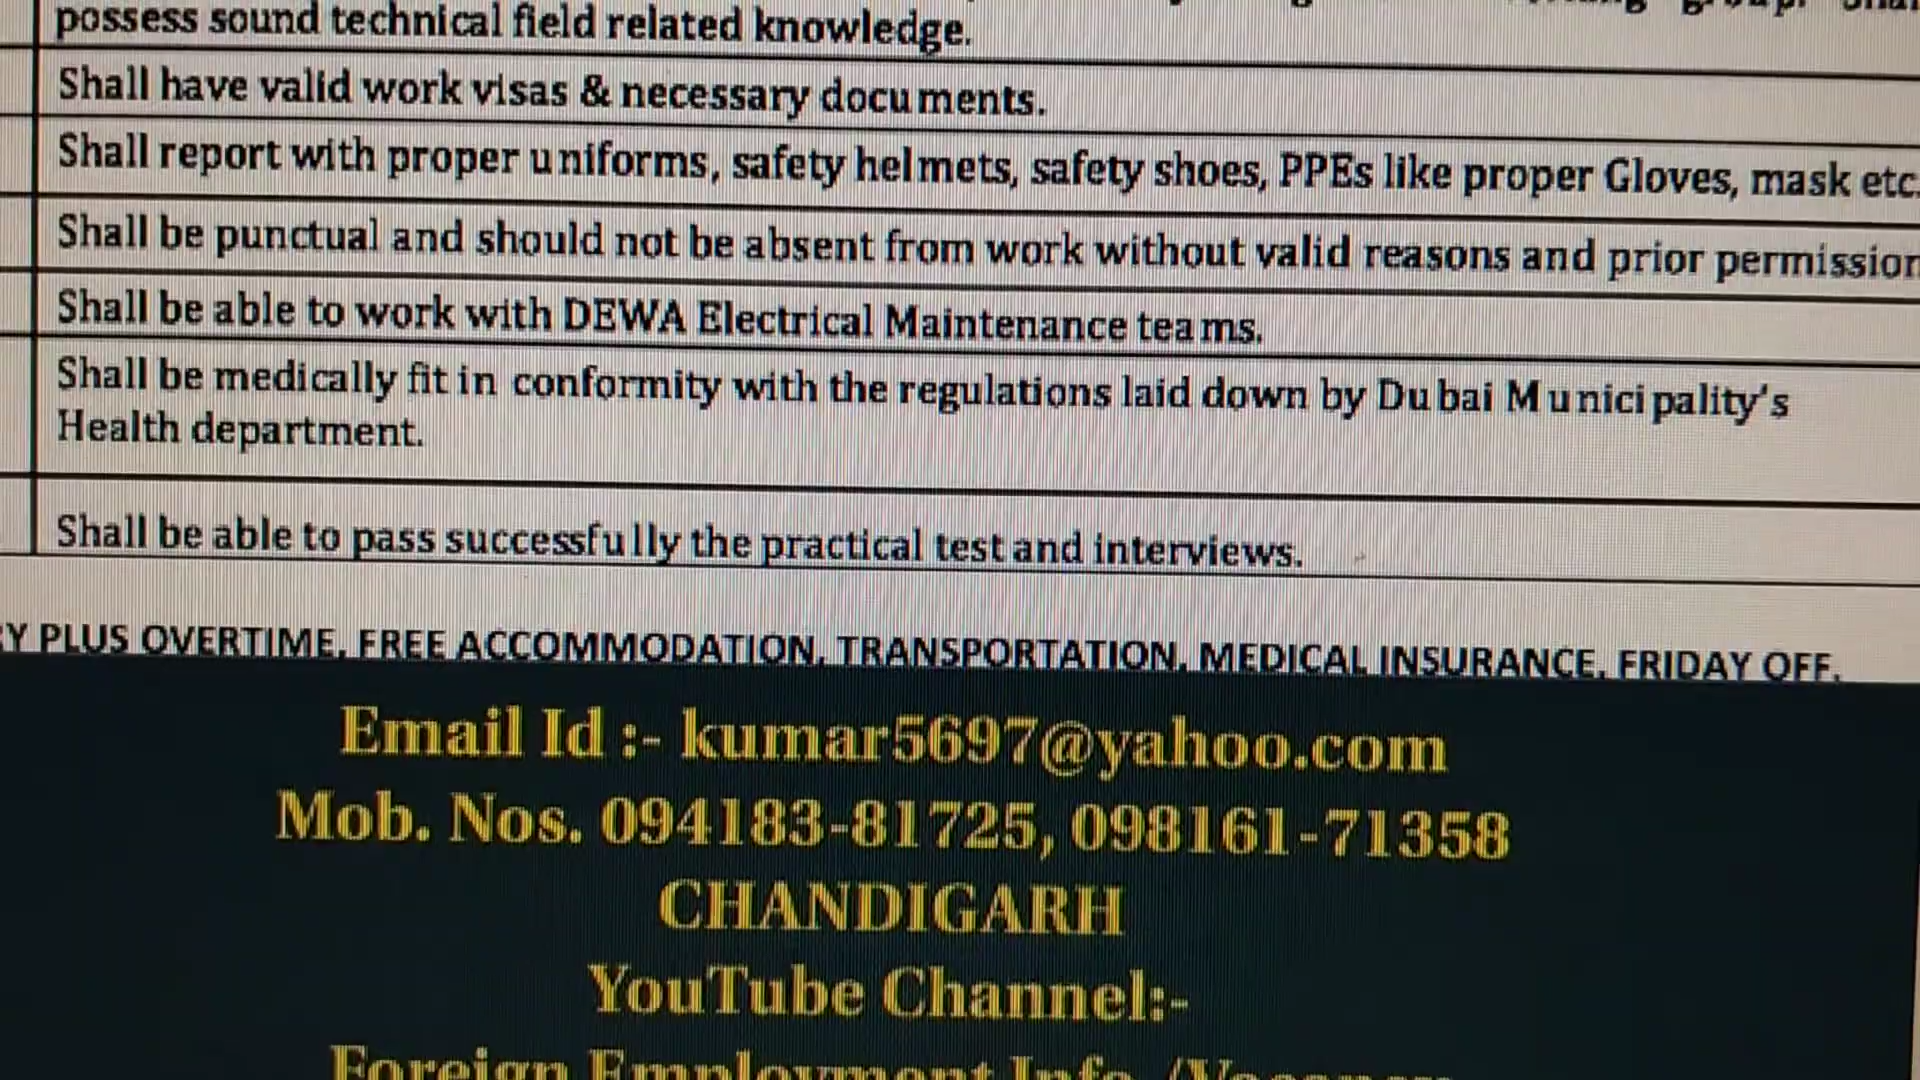 possess sound technical field related knowledge.
Shall have valid work visas & necessary documents.
Shall report with proper uniforms, safety helmets, safety shoes, PPEs like proper Gloves, mask etc.
Shall be punctual and should not be absent from work without valid reasons and prior permission
Shall be able to work with DEWA Electrical Maintenance teams.
Shall be medically fit in conformity with the regulations laid down by Dubai Municipality's
Health department.
Shall be able to pass successfully the practical test and interviews.
PLUS OVERTIME, FREE ACCOMMODATION, TRANSPORTATION, MEDICAL INSURANCE, FRIDAY OFF.
Email Id :- kumar5697@yahoo.com
Mob. Nos. 094183-81725, 098161-71358
CHANDIGARH
YouTube Channel:-
Foreign Employment Info